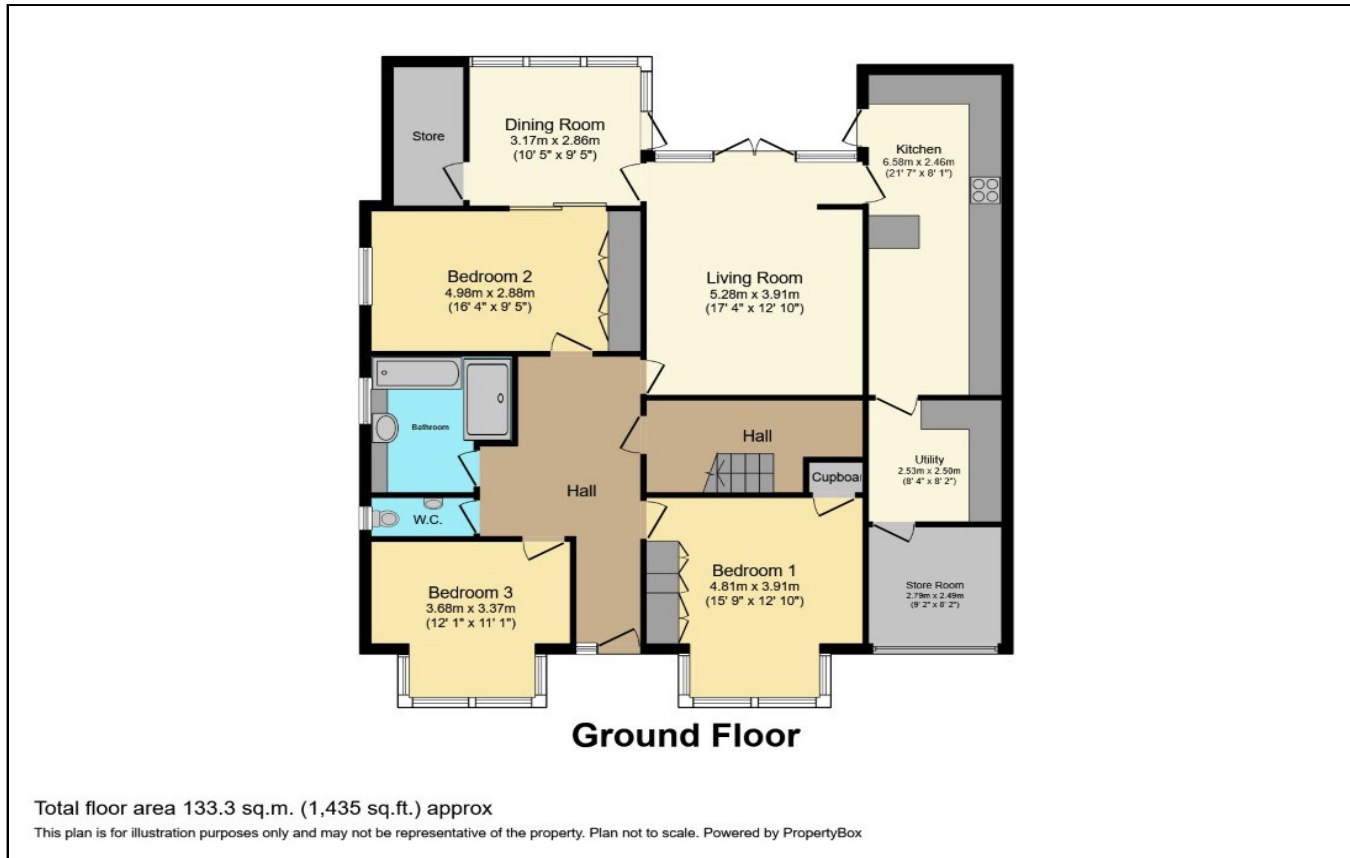 Store
Dining Room
3.17m x 2.86m
(10' 5" x 9' 5")
Kitchen
6.58m x 2.46m
(21' 7" x 8' 1")
Bedroom 2
4.98m x 2.88m
(16' 4" x 9' 5")
Living Room
5.28m x 3.91m
(17' 4" x 12' 10")
Bathroom
Hall
Cupboa
Utility
2.53m x 2.50m
(8' 4" x 8' 2")
Hall
W.C.
Bedroom 3
3.68m x 3.37m
(12' 1" x 11' 1")
Bedroom 1
4.81m x 3.91m
(15' 9" x 12' 10")
Store Room
2.79m x 2.49m
(9' 2" x 8' 2")
Ground Floor
Total floor area 133.3 sq.m. (1,435 sq.ft.) approx
This plan is for illustration purposes only and may not be representative of the property. Plan not to scale. Powered by PropertyBox